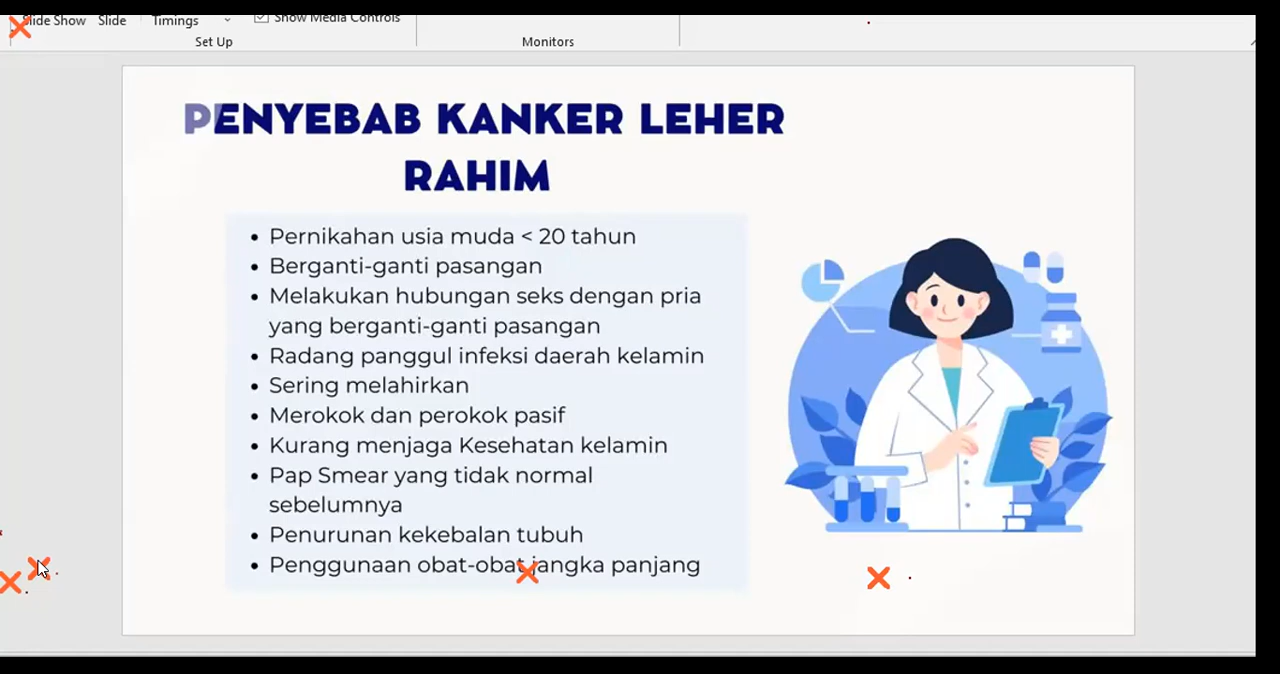 Slide Show Slide Timings Show Media Controls
Set Up Monitors
PENYEBAB KANKER LEHER
RAHIM
• Pernikahan usia muda < 20 tahun
• Berganti-ganti pasangan
• Melakukan hubungan seks dengan pria
yang berganti-ganti pasangan
• Radang panggul infeksi daerah kelamin
• Sering melahirkan
• Merokok dan perokok pasif
• Kurang menjaga Kesehatan kelamin
• Pap Smear yang tidak normal
sebelumnya
• Penurunan kekebalan tubuh
• Penggunaan obat-obat jangka panjang